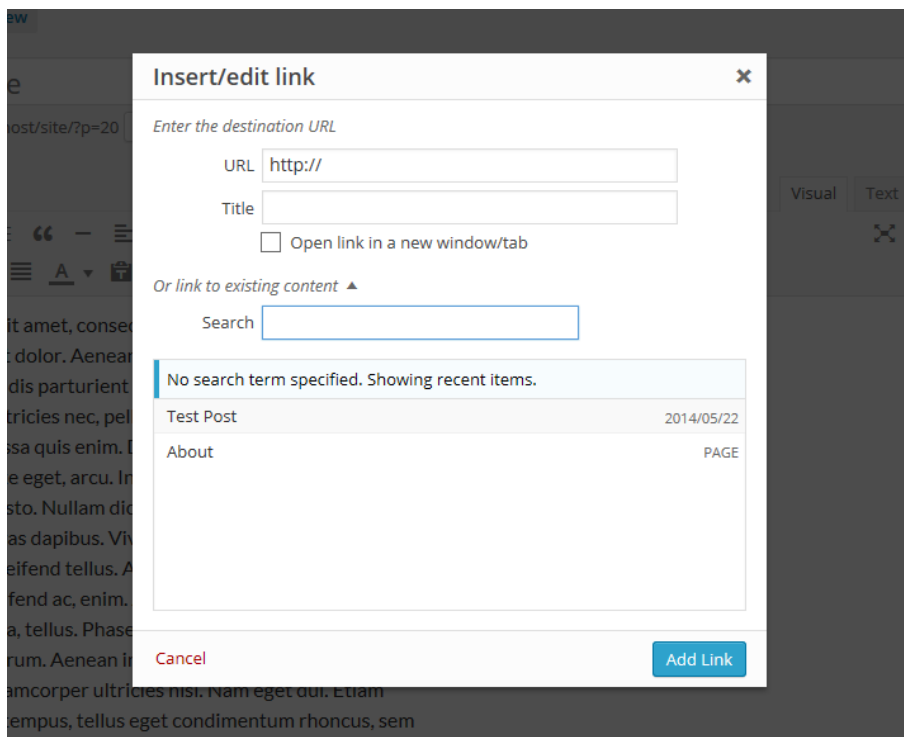 ew
Insert/edit link
e
ost/site/?p=20
Enter the destination URL
URL http://
Title
Visual Text
Open link in a new window/tab
A
Or link to existing content
Search
it amet, consec
dolor. Aenean
No search term specified. Showing recent items.
dis parturient
Test Post 2014/05/22
tricies nec, pel
ssa quis enim. D
About PAGE
e eget, arcu. In
sto. Nullam dic
as dapibus. Viv
eifend tellus. A
fend ac, enim.
a, tellus. Phase
rum. Aenean in
Cancel
Add Link
amcorper ultricies nisi. Nam eget dui. Etiam
tempus, tellus eget condimentum rhoncus, sem